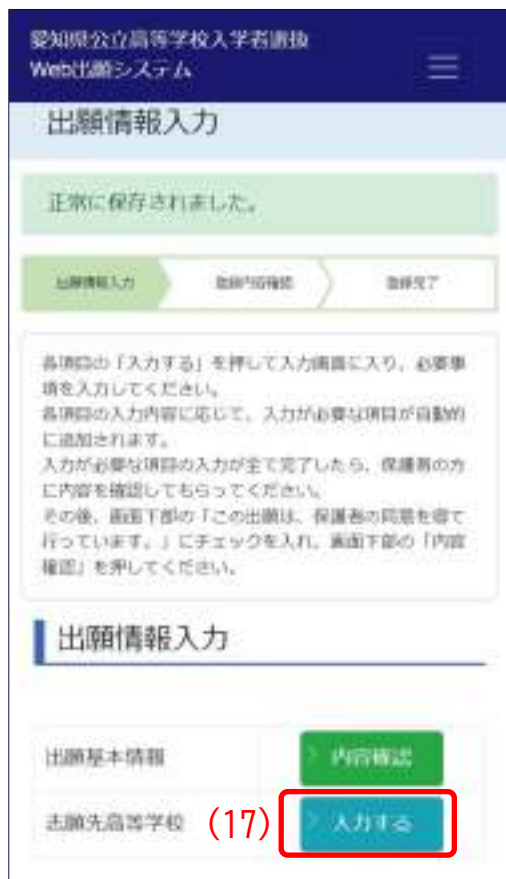 愛知県公立高等学校入学者選抜
Web出願システム
出願情報入力
正常に保存されました。
出願情報入力
登録内容確認
登録完了
各項目の「入力する」を押して入力画面に入り、必要事
項を入力してください。
各項目の入力内容に応じて、入力が必要な項目が自動的
に追加されます。
入力が必要な項目の入力が全て完了したら、保護者の方
に内容を確認してもらってください。
その後、画面下部の「この出願は、保護者の同意を得て
行っています。」にチェックを入れ、画面下部の「内容
確認」を押してください。
出願情報入力
出願基本情報
内容確認
志願先高等学校
(17)
入力する